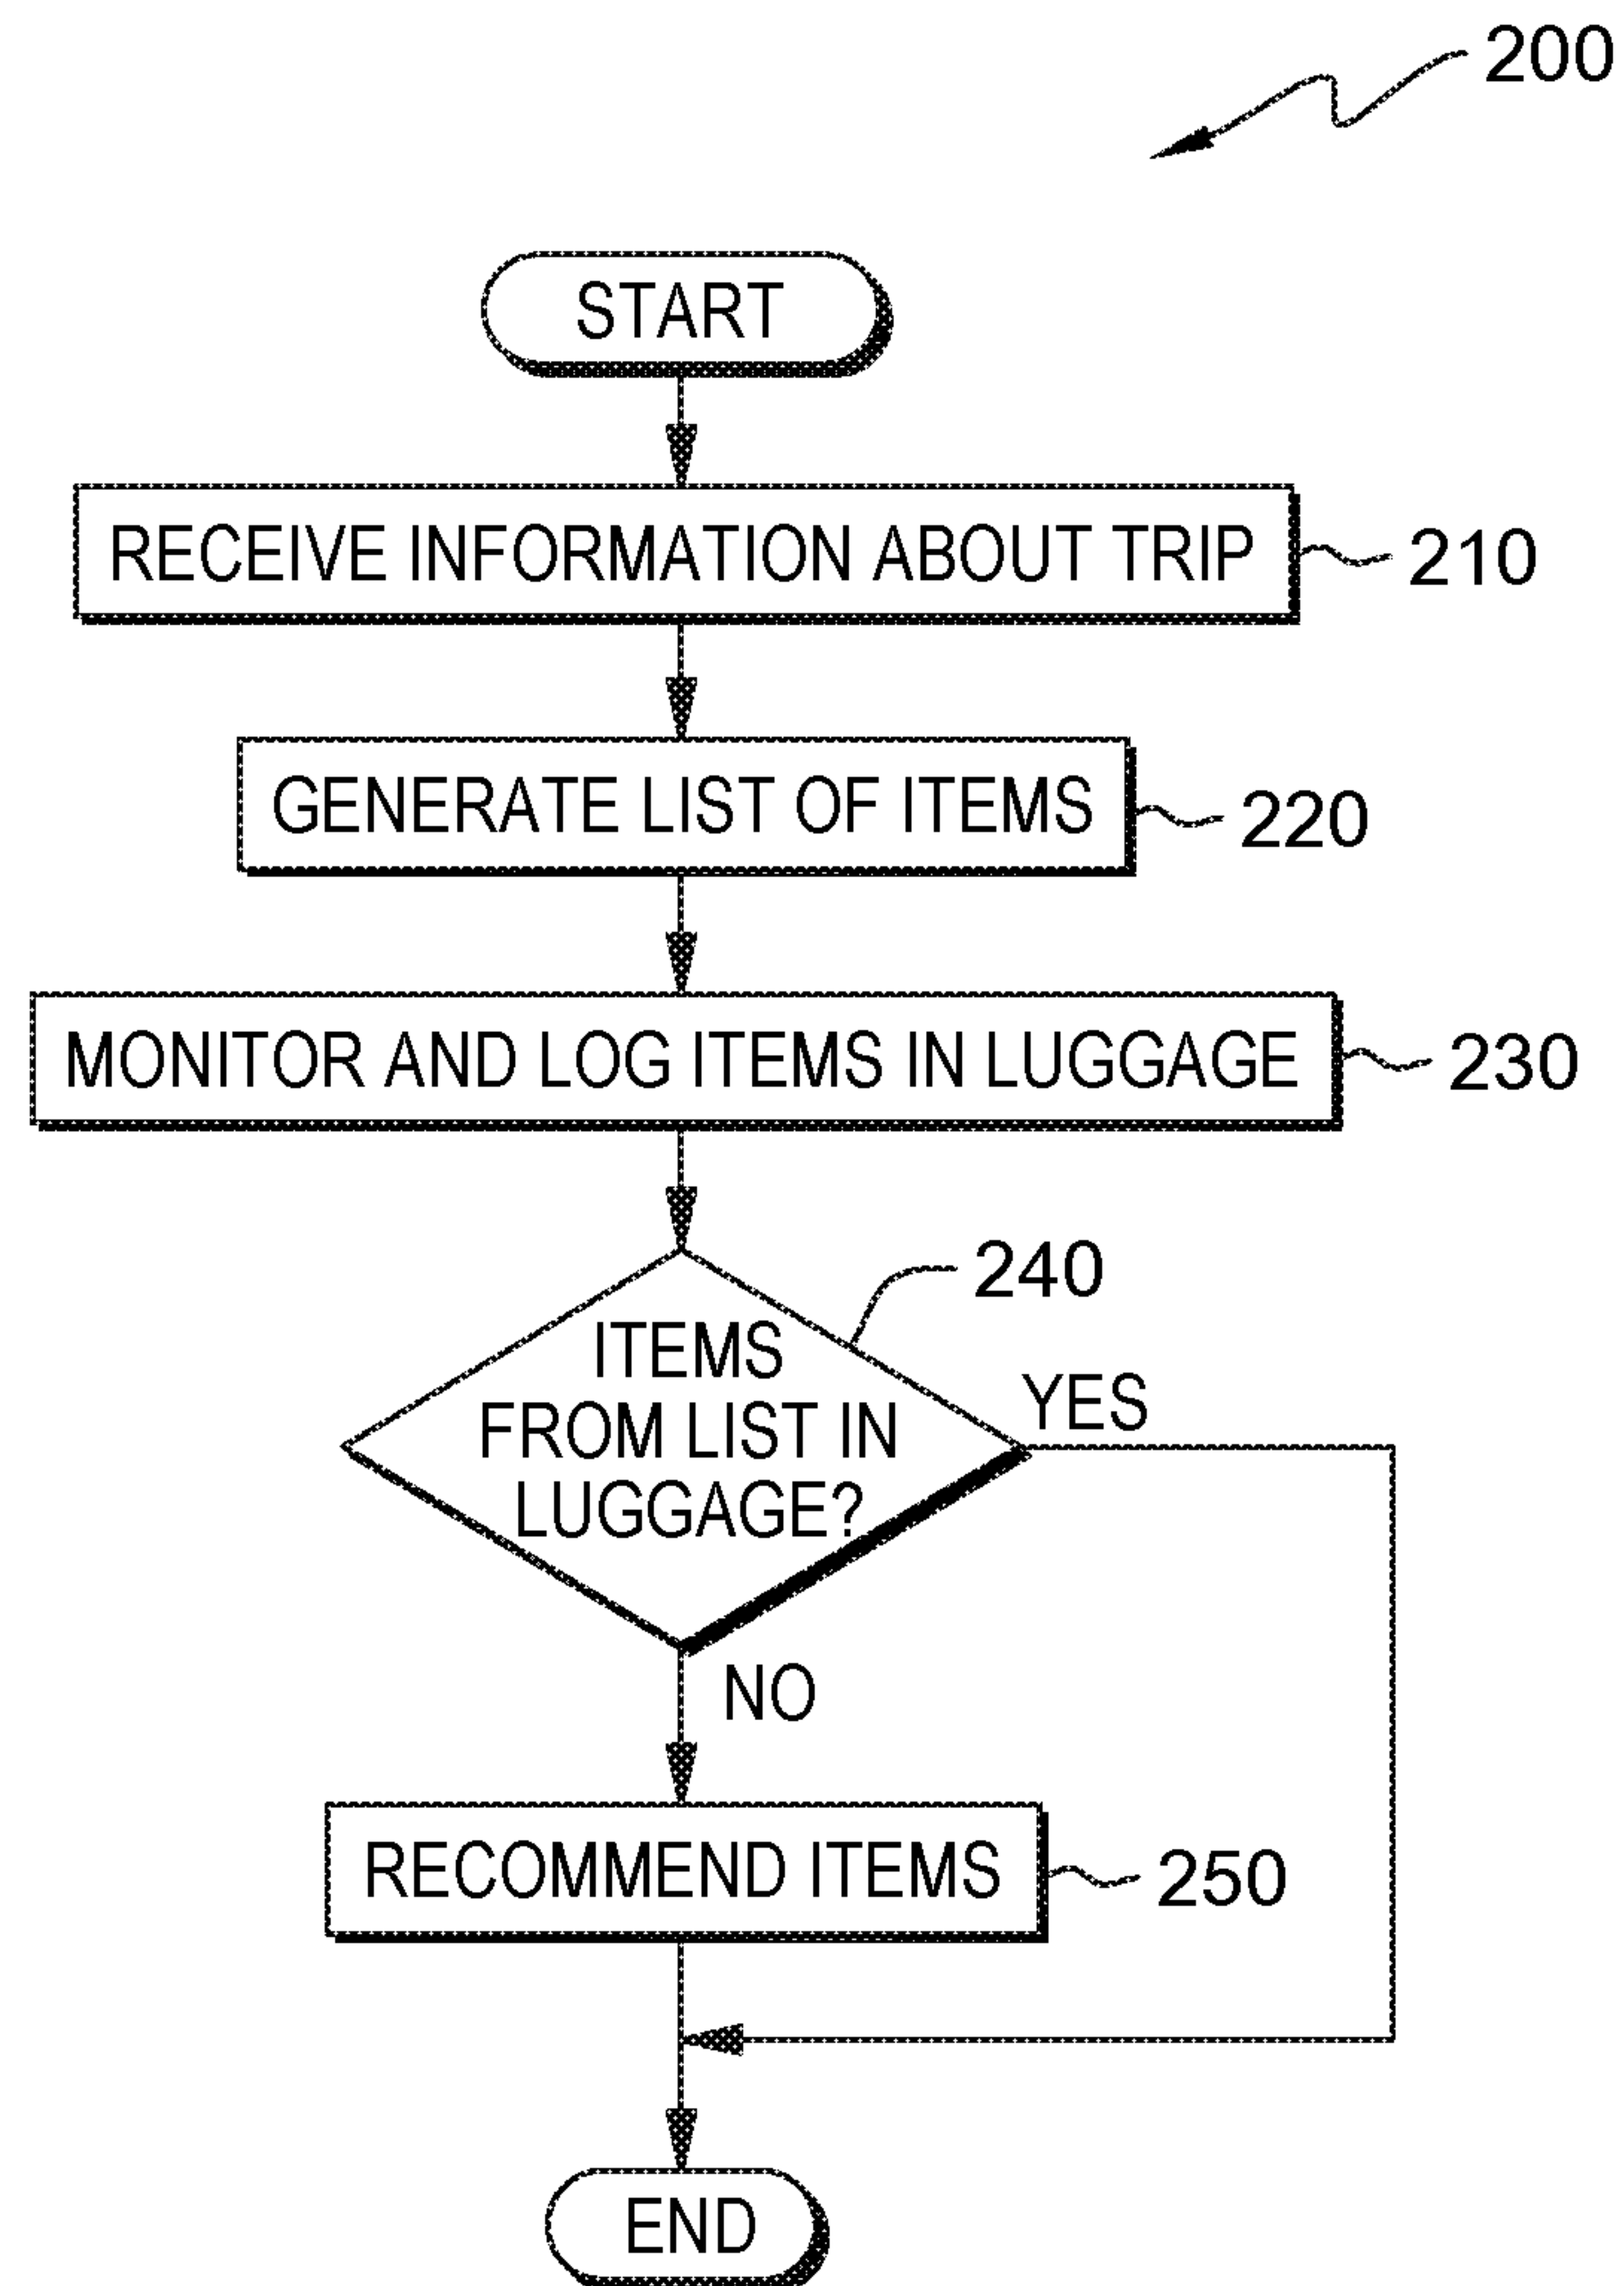 200
START
RECEIVE INFORMATION ABOUT TRIP
210
GENERATE LIST OF ITEMS
220
MONITOR AND LOG ITEMS IN LUGGAGE
230
240
ITEMS
FROM LIST IN
LUGGAGE?
YES
NO
RECOMMEND ITEMS
250
END